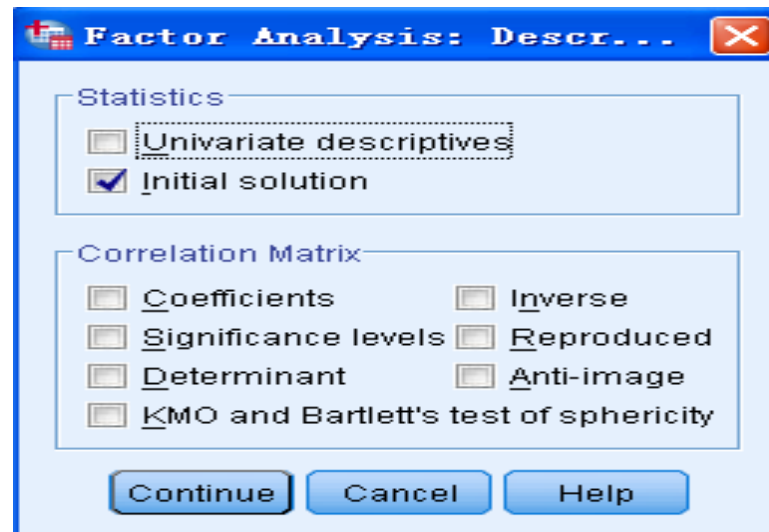 Factor Analysis: Descr...
Statistics
Univariate descriptives
Initial solution
Correlation Matrix
Coefficients Inverse
Significance levels Reproduced
Determinant Anti-image
KMO and Bartlett's test of sphericity
Continue Cancel Help